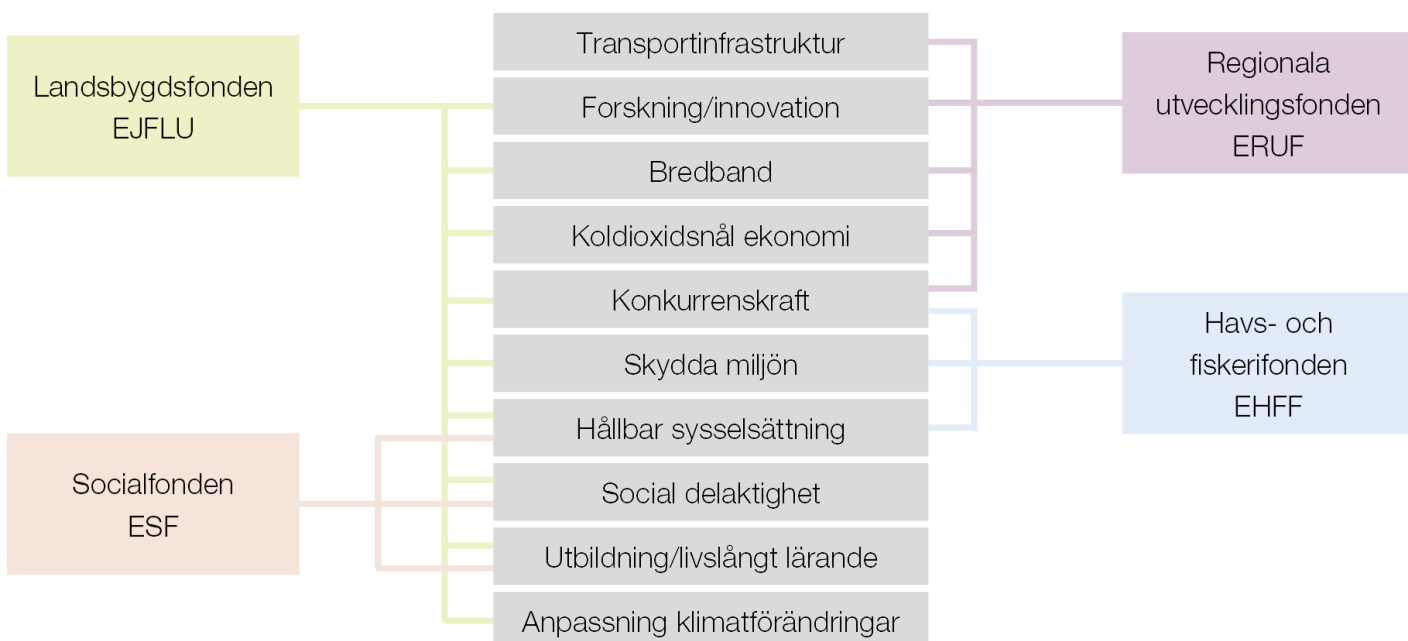 Landsbygdsfonden
EJFLU
Socialfonden
ESF
Transportinfrastruktur
Forskning/innovation
Bredband
Koldioxidsnål ekonomi
Konkurrenskraft
Skydda miljön
Hållbar sysselsättning
Social delaktighet
Utbildning/livslångt lärande
Anpassning klimatförändringar
Regionala
utvecklingsfonden
ERUF
Havs- och
fiskerifonden
EHFF